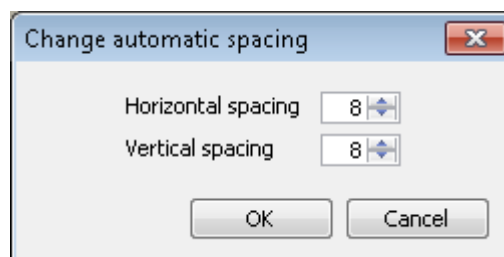 Change automatic spacing
Horizontal spacing 8
Vertical spacing 8
OK Cancel